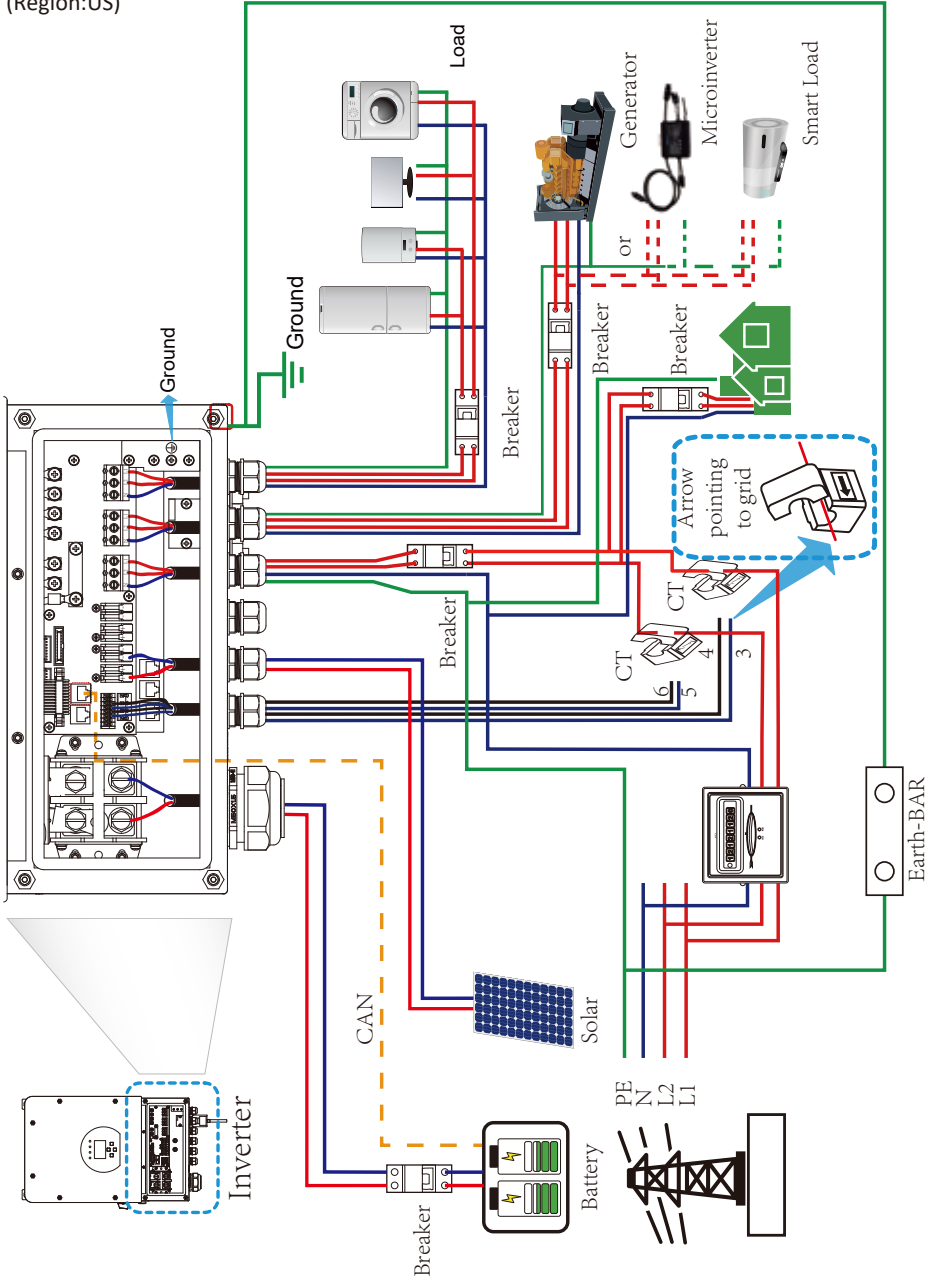 (Region:US)
Load
Ground
Ground
Generator
Microinverter
Smart Load
or
Breaker
Breaker
Breaker
Breaker
Arrow
pointing
to grid
CT
CT
4
3
6
5
CAN
Inverter
Solar
PE
N
L2
L1
Earth-BAR
Breaker
Battery